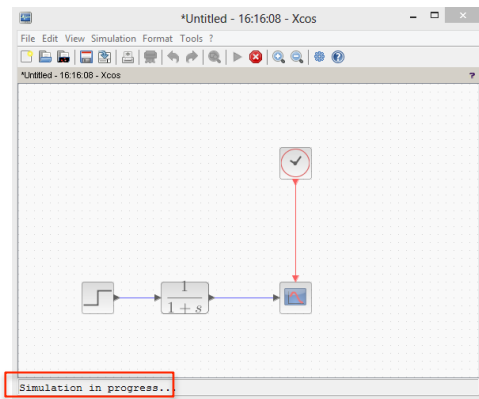 *Untitled - 16:16:08 - Xcos
File Edit View Simulation Format Tools ?
*Untitled - 16:16:08 - Xcos ?
1
1 + s
Simulation in progress...